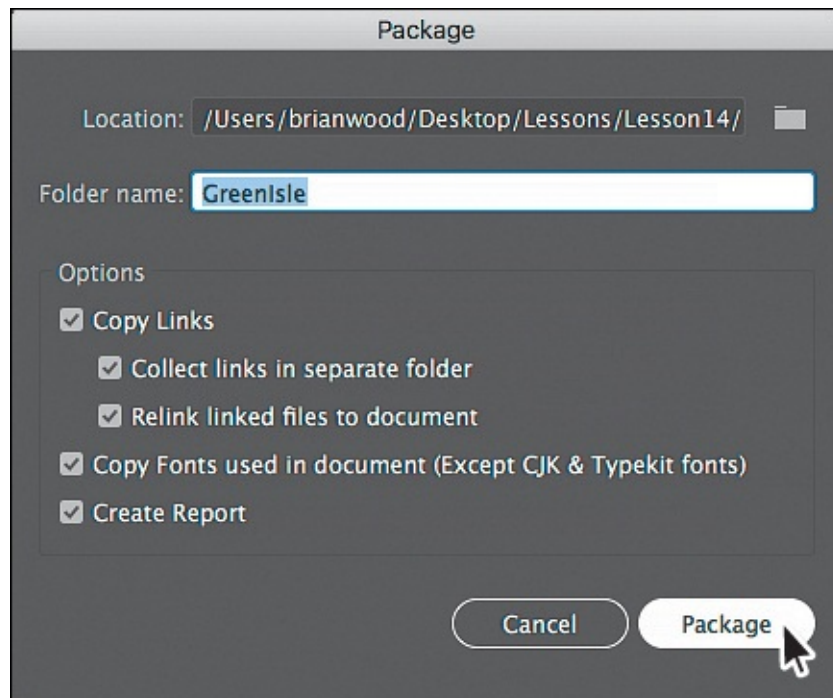 Package
Location: /Users/brianwood/Desktop/Lessons/Lesson14/
Folder name: GreenIsle
Options
Copy Links
Collect links in separate folder
Relink linked files to document
Copy Fonts used in document (Except CJK & Typekit fonts)
Create Report
Cancel Package